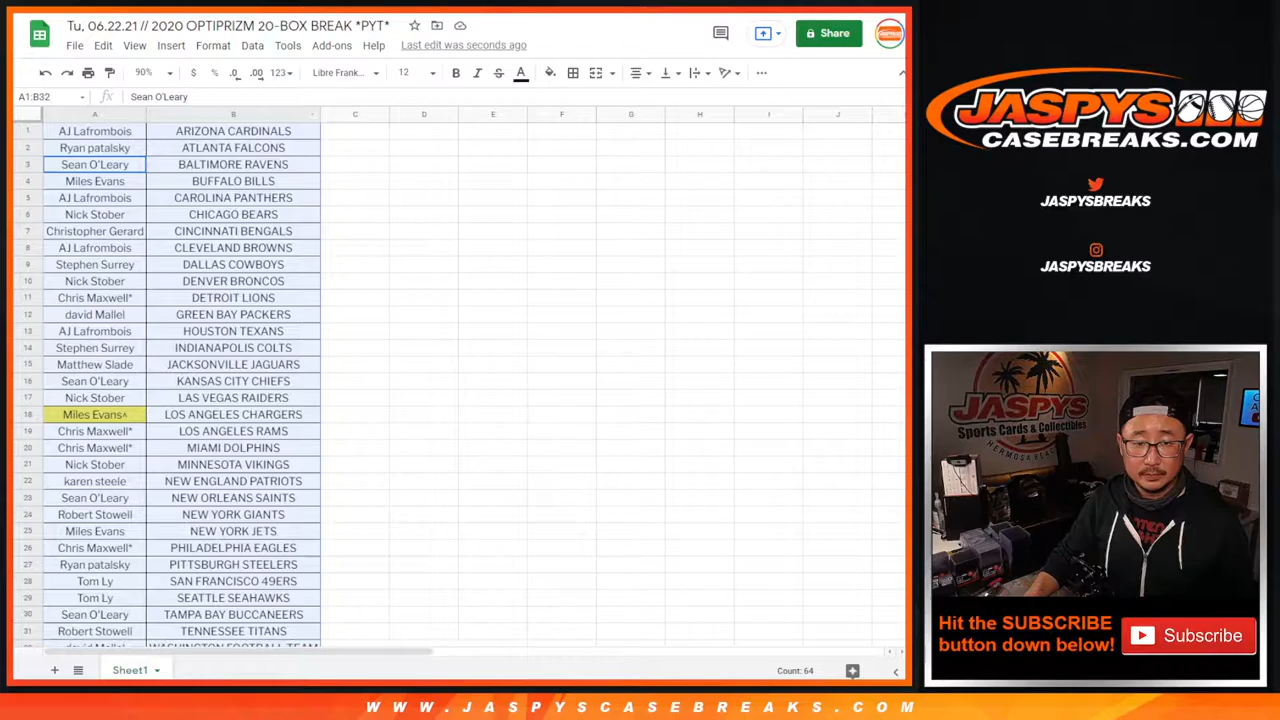 Tu, 06.22.21 // 2020 OPTIPRIZM 20-BOX BREAK *PYT*
File Edit View Insert Format Data Tools Add-ons Help Last edit was seconds ago
Share
90% $ % .0 .00 123 Libre Frank... 12 B I S A
A1:B32 fx Sean O'Leary
A B C D E F G H I J
1 AJ Lafrombois ARIZONA CARDINALS
2 Ryan patalsky ATLANTA FALCONS
3 Sean O'Leary BALTIMORE RAVENS
4 Miles Evans BUFFALO BILLS
5 AJ Lafrombois CAROLINA PANTHERS
6 Nick Stober CHICAGO BEARS
7 Christopher Gerard CINCINNATI BENGALS
8 AJ Lafrombois CLEVELAND BROWNS
9 Stephen Surrey DALLAS COWBOYS
10 Nick Stober DENVER BRONCOS
11 Chris Maxwell* DETROIT LIONS
12 david Mallel GREEN BAY PACKERS
13 AJ Lafrombois HOUSTON TEXANS
14 Stephen Surrey INDIANAPOLIS COLTS
15 Matthew Slade JACKSONVILLE JAGUARS
16 Sean O'Leary KANSAS CITY CHIEFS
17 Nick Stober LAS VEGAS RAIDERS
18 Miles Evans^ LOS ANGELES CHARGERS
19 Chris Maxwell* LOS ANGELES RAMS
20 Chris Maxwell* MIAMI DOLPHINS
21 Nick Stober MINNESOTA VIKINGS
22 karen steele NEW ENGLAND PATRIOTS
23 Sean O'Leary NEW ORLEANS SAINTS
24 Robert Stowell NEW YORK GIANTS
25 Miles Evans NEW YORK JETS
26 Chris Maxwell* PHILADELPHIA EAGLES
27 Ryan patalsky PITTSBURGH STEELERS
28 Tom Ly SAN FRANCISCO 49ERS
29 Tom Ly SEATTLE SEAHAWKS
30 Sean O'Leary TAMPA BAY BUCCANEERS
31 Robert Stowell TENNESSEE TITANS
david Mallel WASHINGTON FOOTBALL TEAM
Sheet1
Count: 64
JASPYS
CASEBREAKS.COM
JASPYSBREAKS
JASPYSBREAKS
JASPYS
Sports Cards & Collectibles
HERMOSA BEACH
Hit the SUBSCRIBE
button down below!
Subscribe
WWW.JASPYSCASEBREAKS.COM